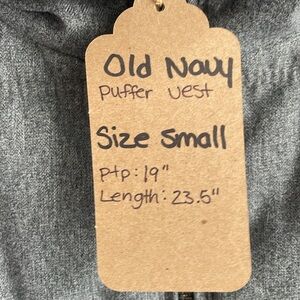 Old Navy
Puffer vest
Size Small
ptp: 19"
Length: 23.5"